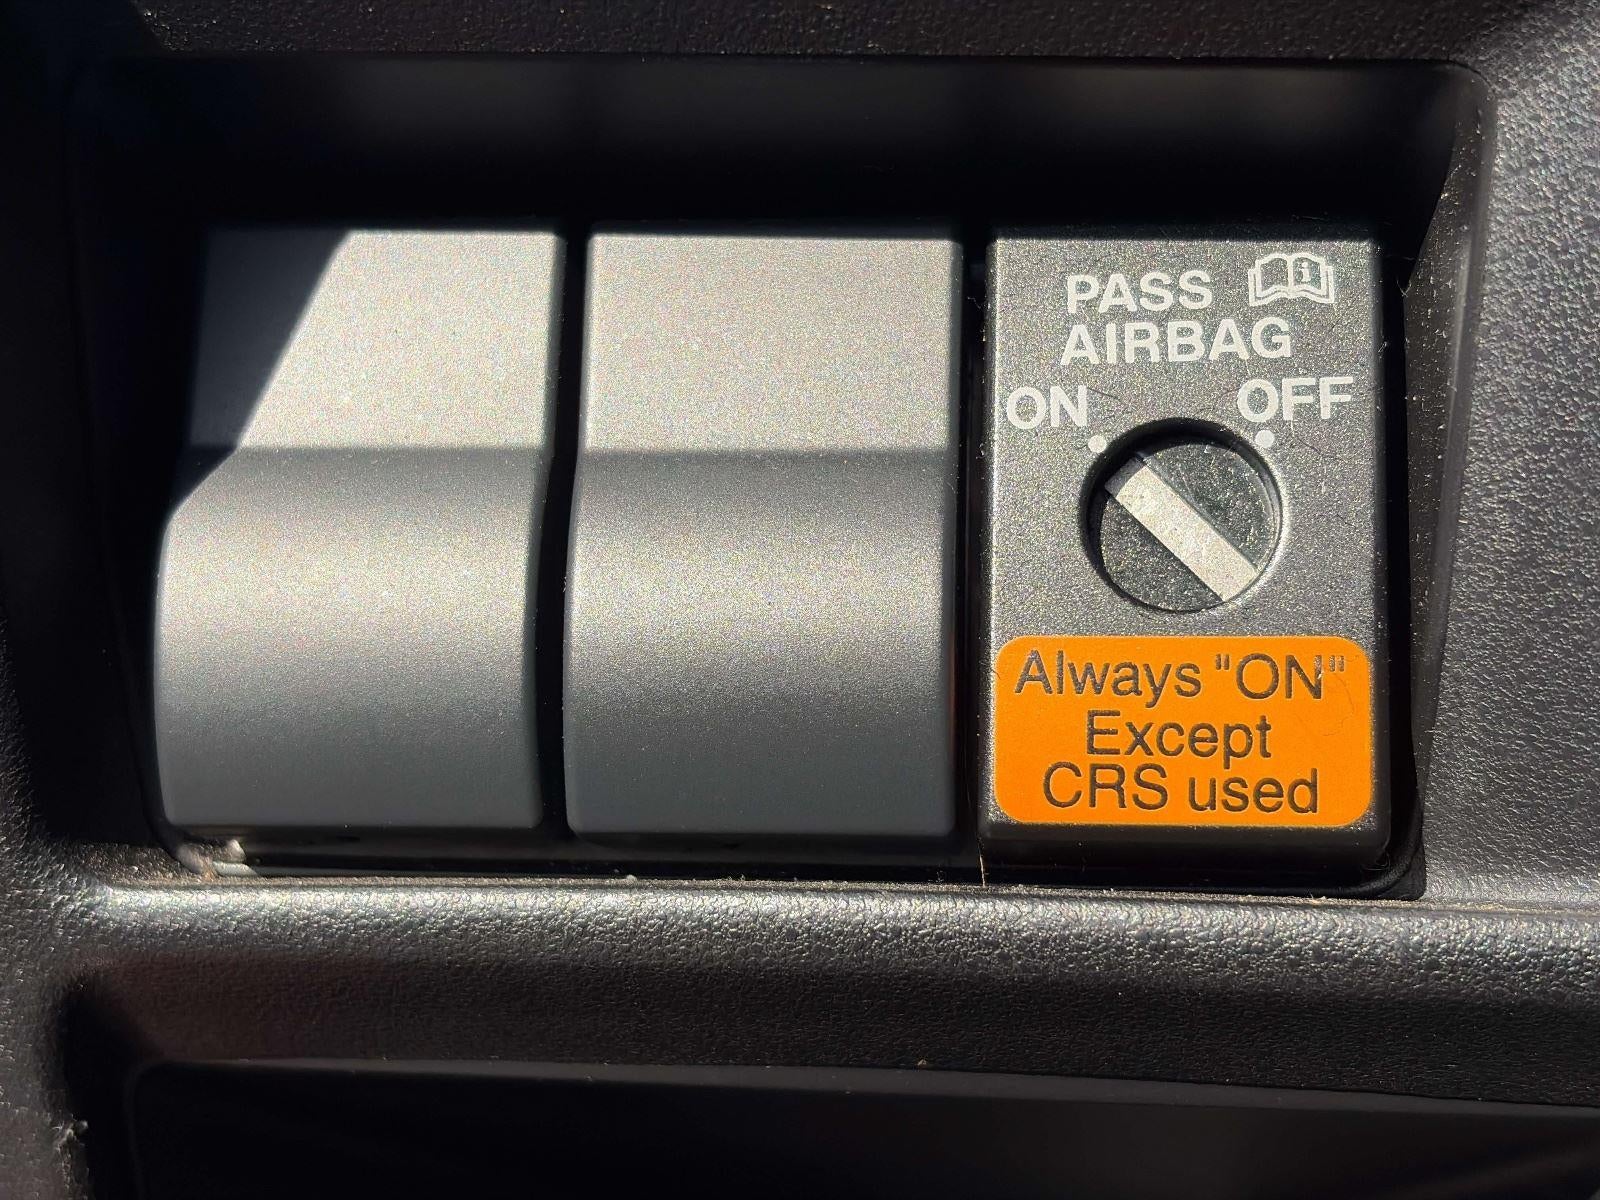 PASS
AIRBAG
ON OFF
Always "ON"
Except
CRS used